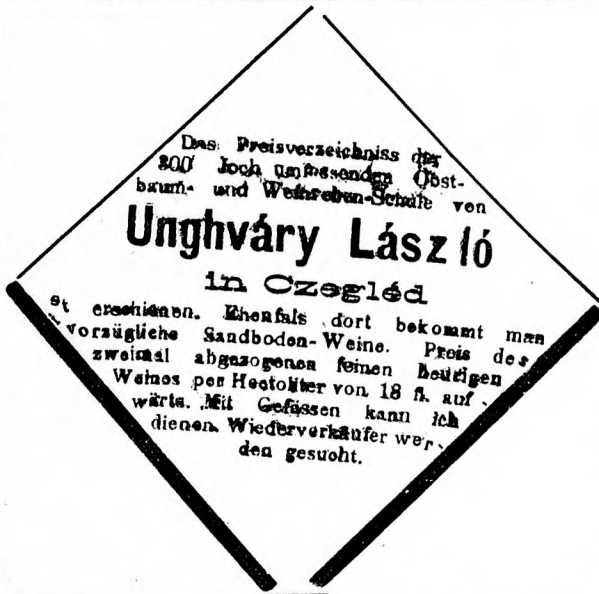 Das Preisverzeichniss der
300 Joch umfassenden Obst-
baum- und Weinreben-Schule von
Unghváry László
in Czegléd
ist erschienen. Ehenfals dort bekommt man
vorzügliche Sandboden-Weine. Preis des
zweimal abgezogenen feinen heurigen
Weines per Hectoliter von 18 fl. auf-
wärts. Mit Gefässen kann ich
dienen. Wiederverkäufer wer-
den gesucht.